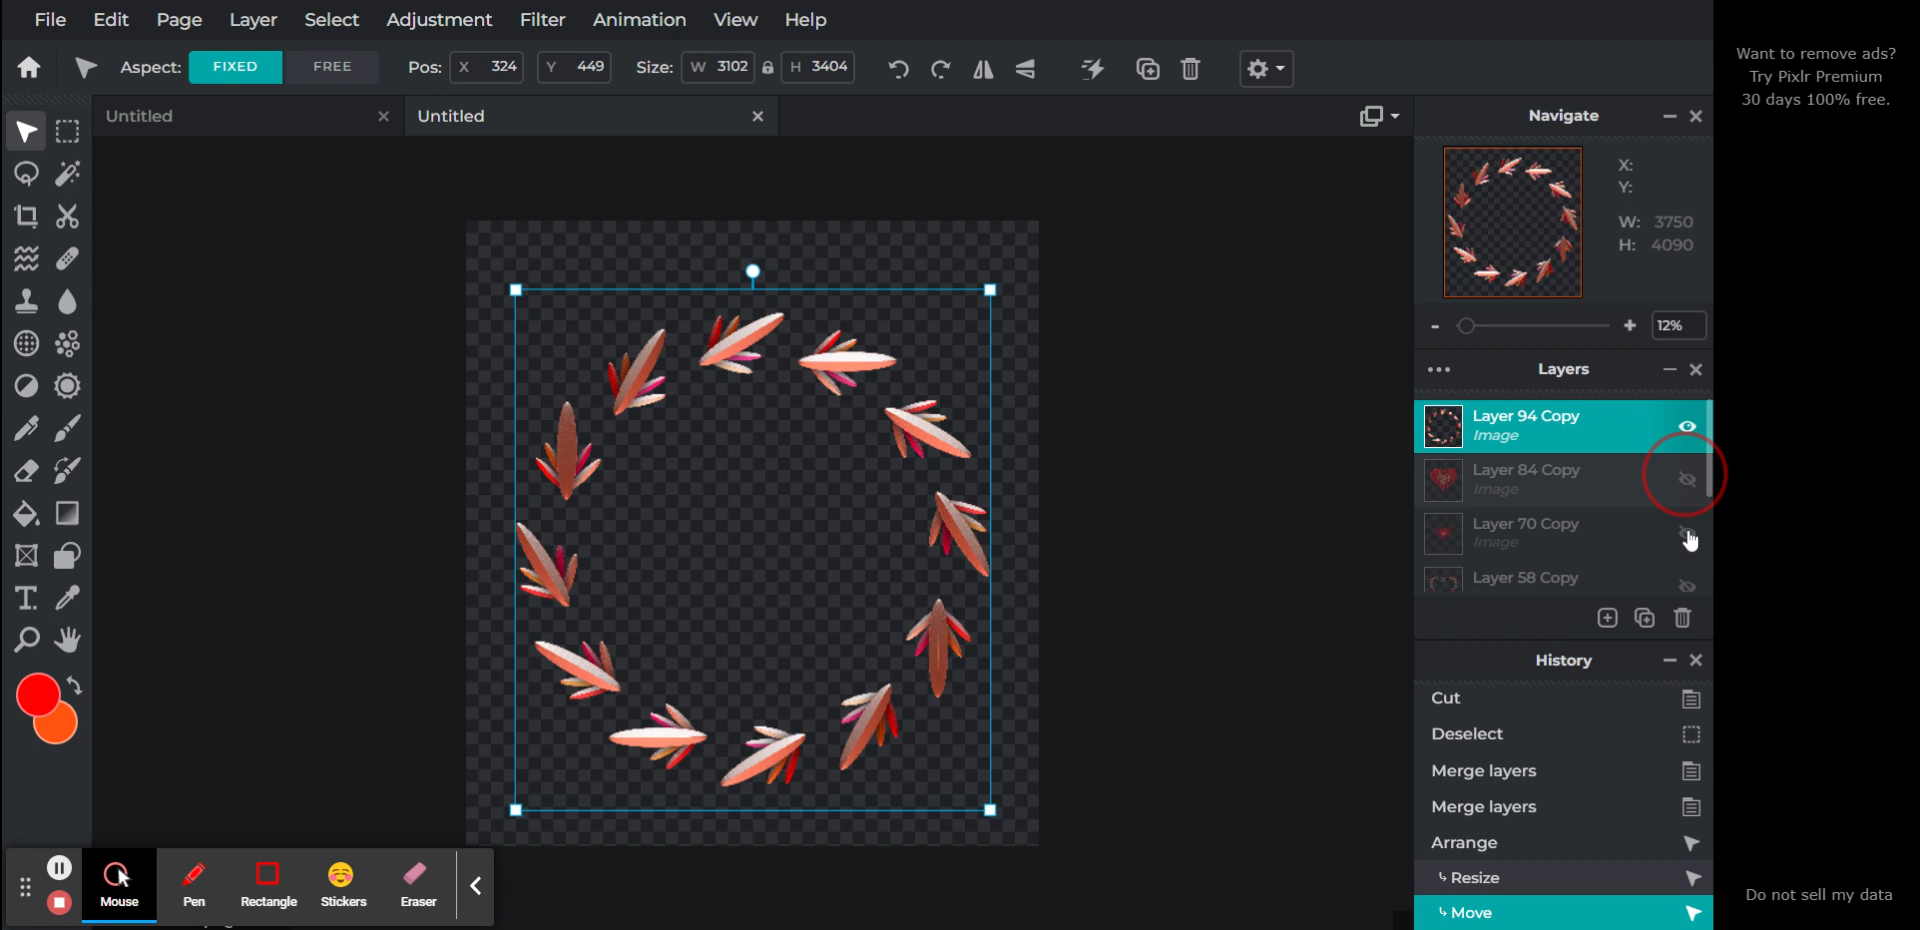 File Edit Page Layer Select Adjustment Filter Animation View Help
Aspect: FIXED FREE Pos: X 324 Y 449 Size: W 3102 H 3404
Untitled
Untitled
Navigate
X:
Y:
W: 3750
H: 4090
- + 12%
Layers
Layer 94 Copy
Image
Layer 84 Copy
Image
Layer 70 Copy
Image
Layer 58 Copy
History
Cut
Deselect
Merge layers
Merge layers
Arrange
Resize
Move
Mouse Pen Rectangle Stickers Eraser
Want to remove ads?
Try Pixlr Premium
30 days 100% free.
Do not sell my data